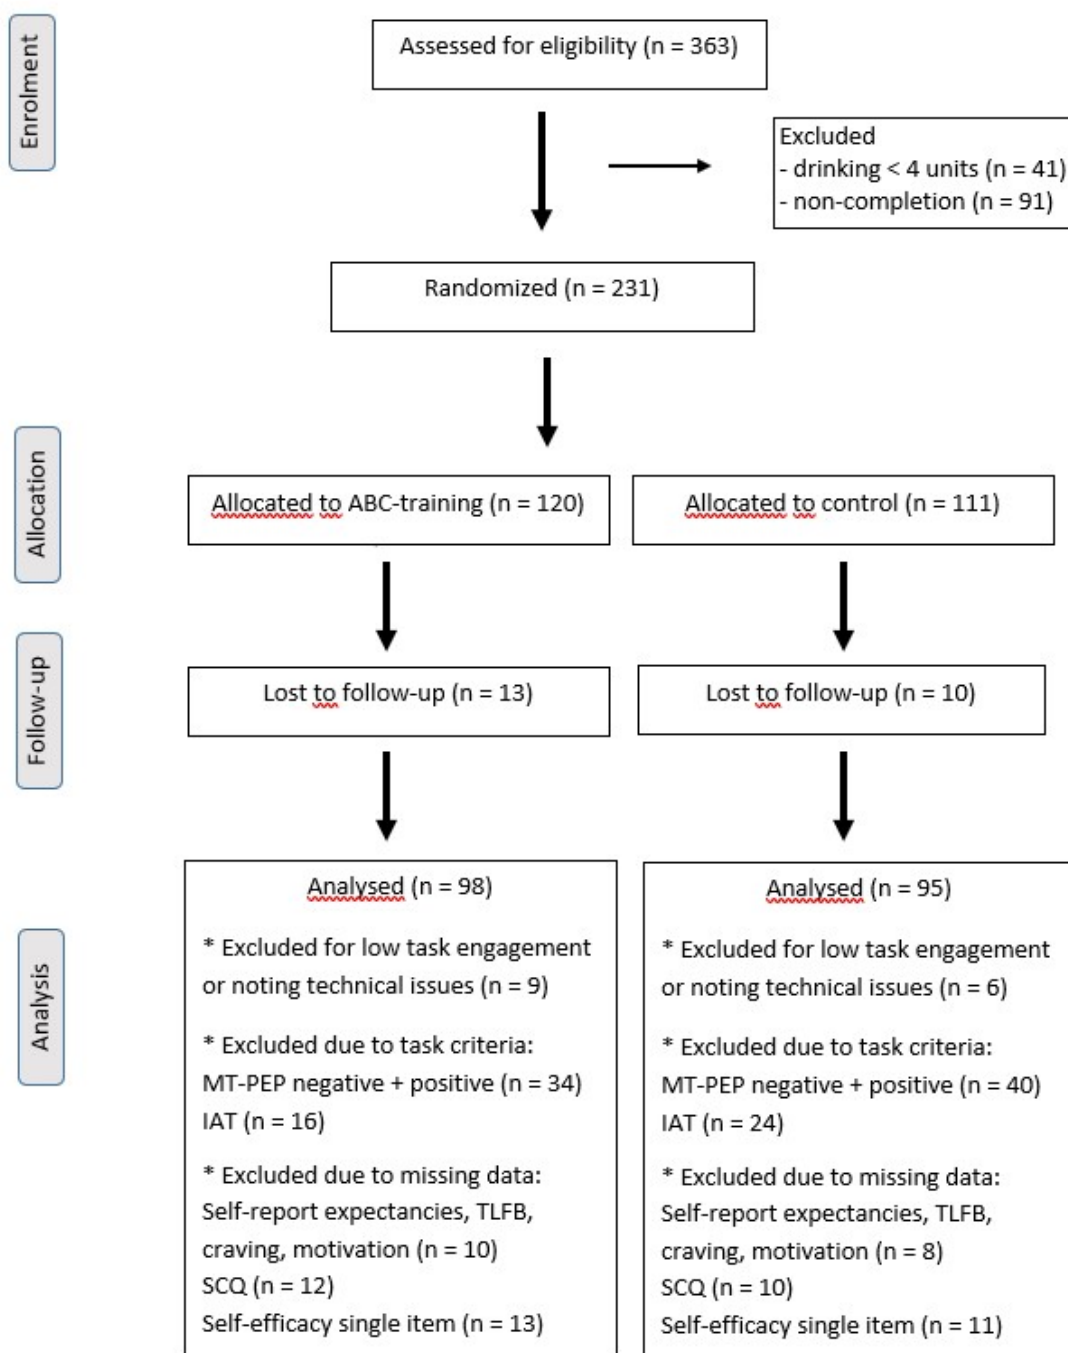 Enrolment
Assessed for eligibility (n = 363)
Excluded
- drinking < 4 units (n = 41)
- non-completion (n = 91)
Randomized (n = 231)
Allocation
Allocated to ABC-training (n = 120)
Allocated to control (n = 111)
Follow-up
Lost to follow-up (n = 13)
Lost to follow-up (n = 10)
Analysis
Analysed (n = 98)
* Excluded for low task engagement
or noting technical issues (n = 9)
* Excluded due to task criteria:
MT-PEP negative + positive (n = 34)
IAT (n = 16)
* Excluded due to missing data:
Self-report expectancies, TLFB,
craving, motivation (n = 10)
SCQ (n = 12)
Self-efficacy single item (n = 13)
Analysed (n = 95)
* Excluded for low task engagement
or noting technical issues (n = 6)
* Excluded due to task criteria:
MT-PEP negative + positive (n = 40)
IAT (n = 24)
* Excluded due to missing data:
Self-report expectancies, TLFB,
craving, motivation (n = 8)
SCQ (n = 10)
Self-efficacy single item (n = 11)